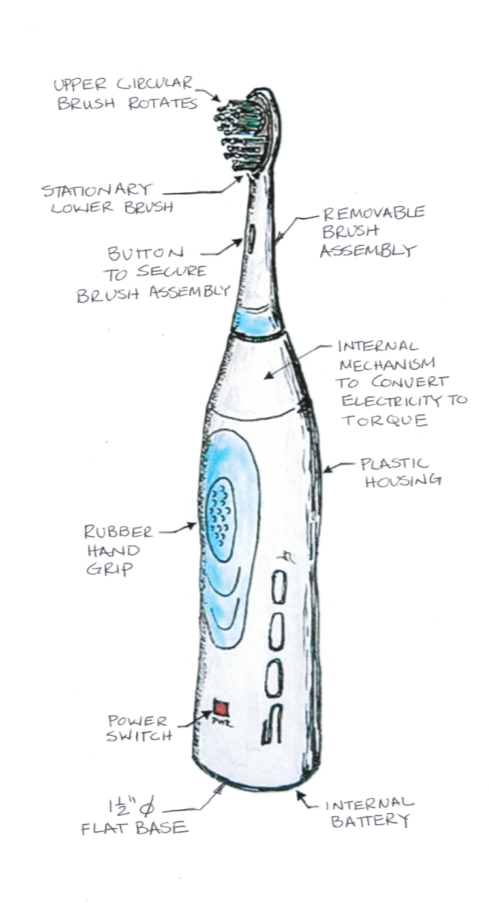 UPPER CIRCULAR
BRUSH ROTATES
STATIONARY
LOWER BRUSH
REMOVABLE
BRUSH
ASSEMBLY
BUTTON
TO SECURE
BRUSH ASSEMBLY
INTERNAL
MECHANISM
TO CONVERT
ELECTRICITY TO
TORQUE
PLASTIC
HOUSING
RUBBER
HAND
GRIP
POWER
SWITCH
PWR
1½"⌀
FLAT BASE
INTERNAL
BATTERY